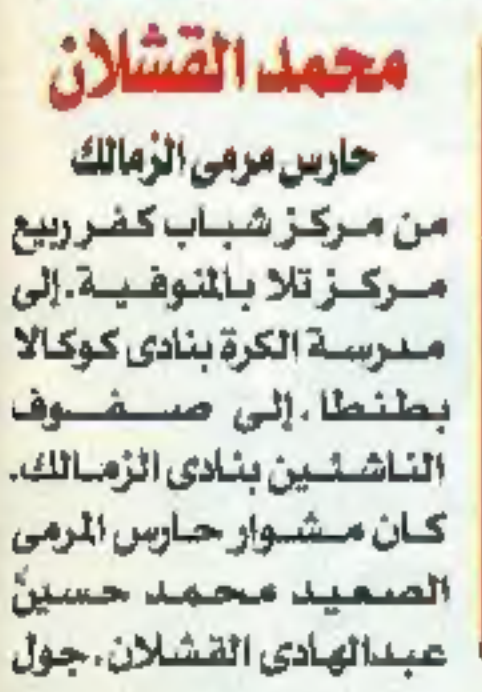 محمد القشلان
حارس مرمى الزمالك
من مركز شباب كفر ربيع
مركز تلا بالمنوفية. إلى
مدرسة الكرة بنادى كوكالا
بطنطا. إلى صفوف
الناشئين بنادى الزمالك.
كان مشوار حارس المرمى
الصعيد محمد حسين
عبدالهادى القشلان. جول